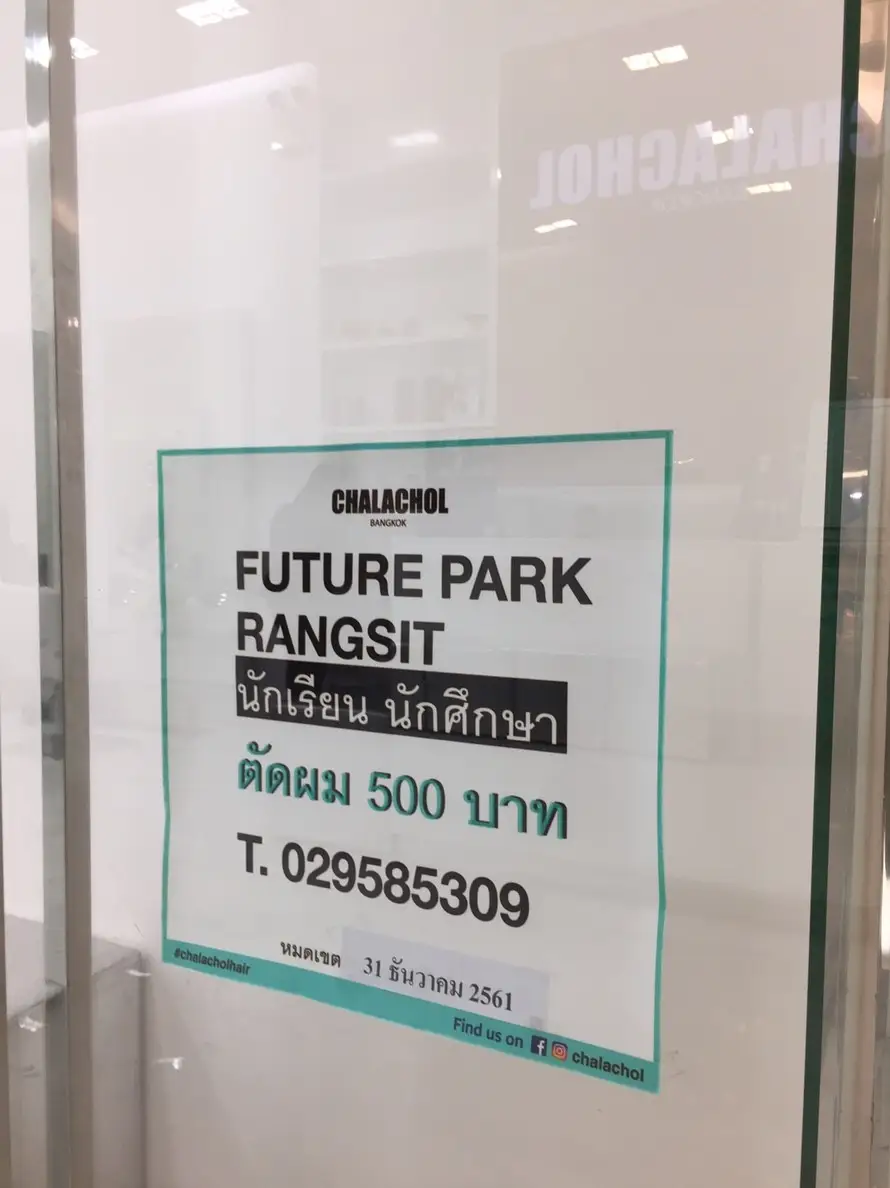 CHALACHOL
CHALACHOL
BANGKOK
FUTURE PARK
RANGSIT
นักเรียน นักศึกษา
ตัดผม 500 บาท
T. 029585309
หมดเขต 31 ธันวาคม 2561
#chalacholhair
Find us on chalachol